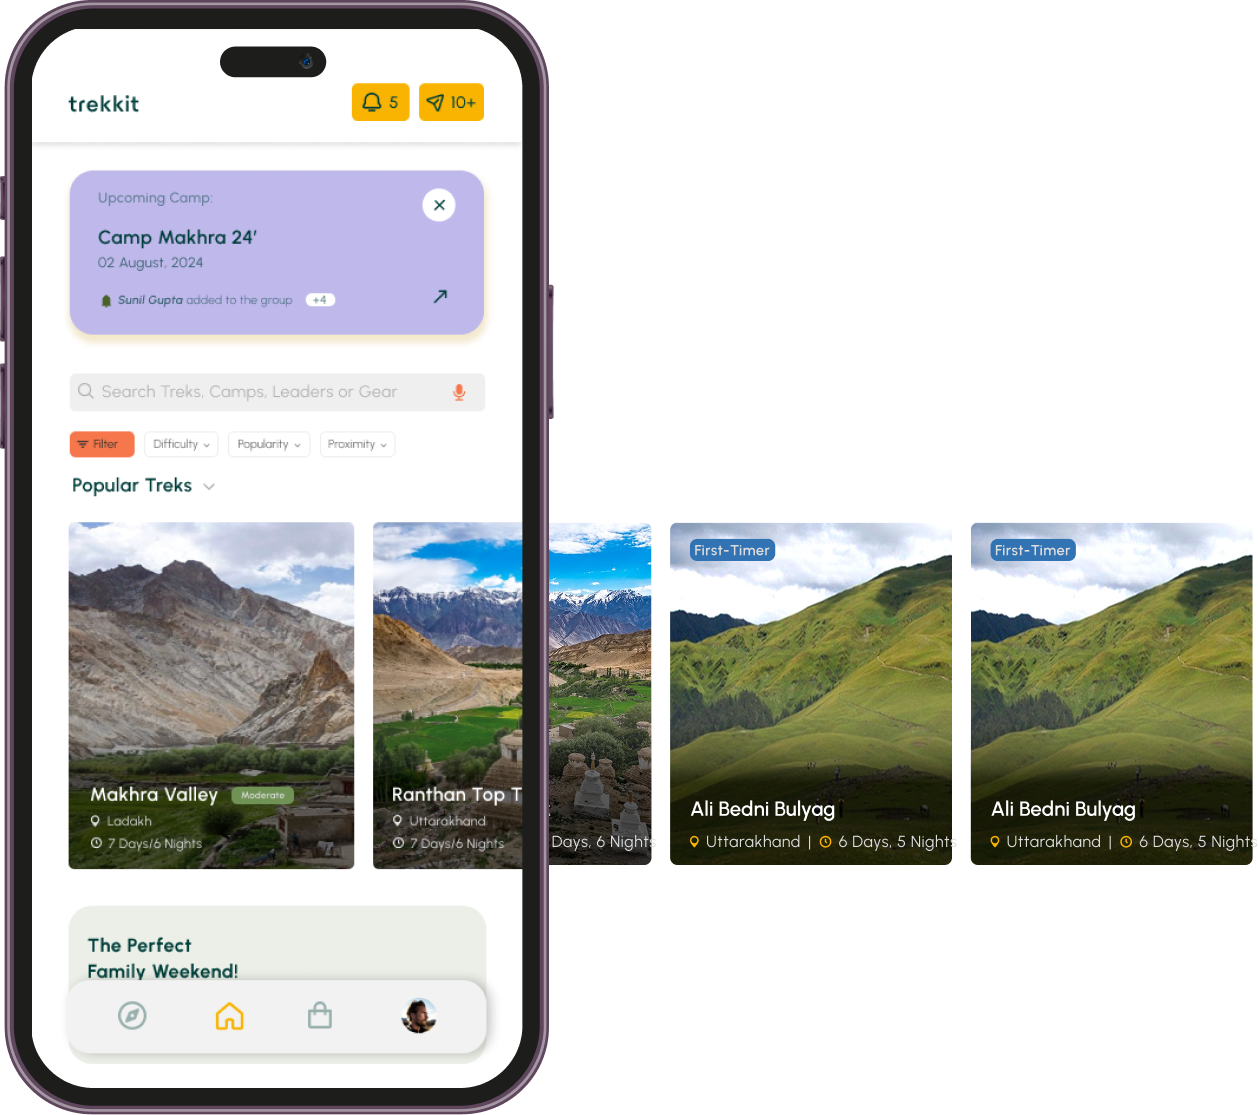 trekkit
5
10+
Upcoming Camp:
Camp Makhra 24'
02 August, 2024
Sunil Gupta added to the group +4
Search Treks, Camps, Leaders or Gear
Filter Difficulty Popularity Proximity
Popular Treks
Makhra Valley Moderate
Ladakh
7 Days/6 Nights
Ranthan Top T
Uttarakhand
7 Days/6 Nights
Days, 6 Nights
First-Timer
Ali Bedni Bulyag
Uttarakhand | 6 Days, 5 Nights
First-Timer
Ali Bedni Bulyag
Uttarakhand | 6 Days, 5 Nights
The Perfect
Family Weekend!